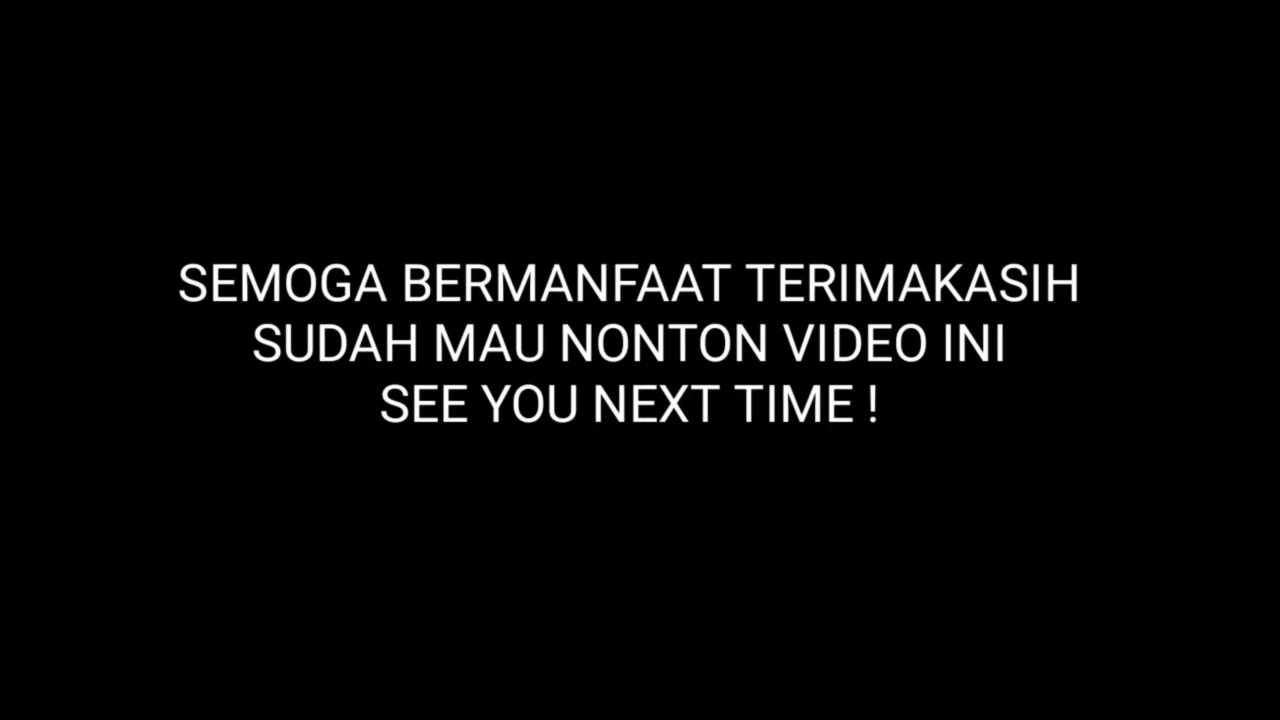 SEMOGA BERMANFAAT TERIMAKASIH
SUDAH MAU NONTON VIDEO INI
SEE YOU NEXT TIME !